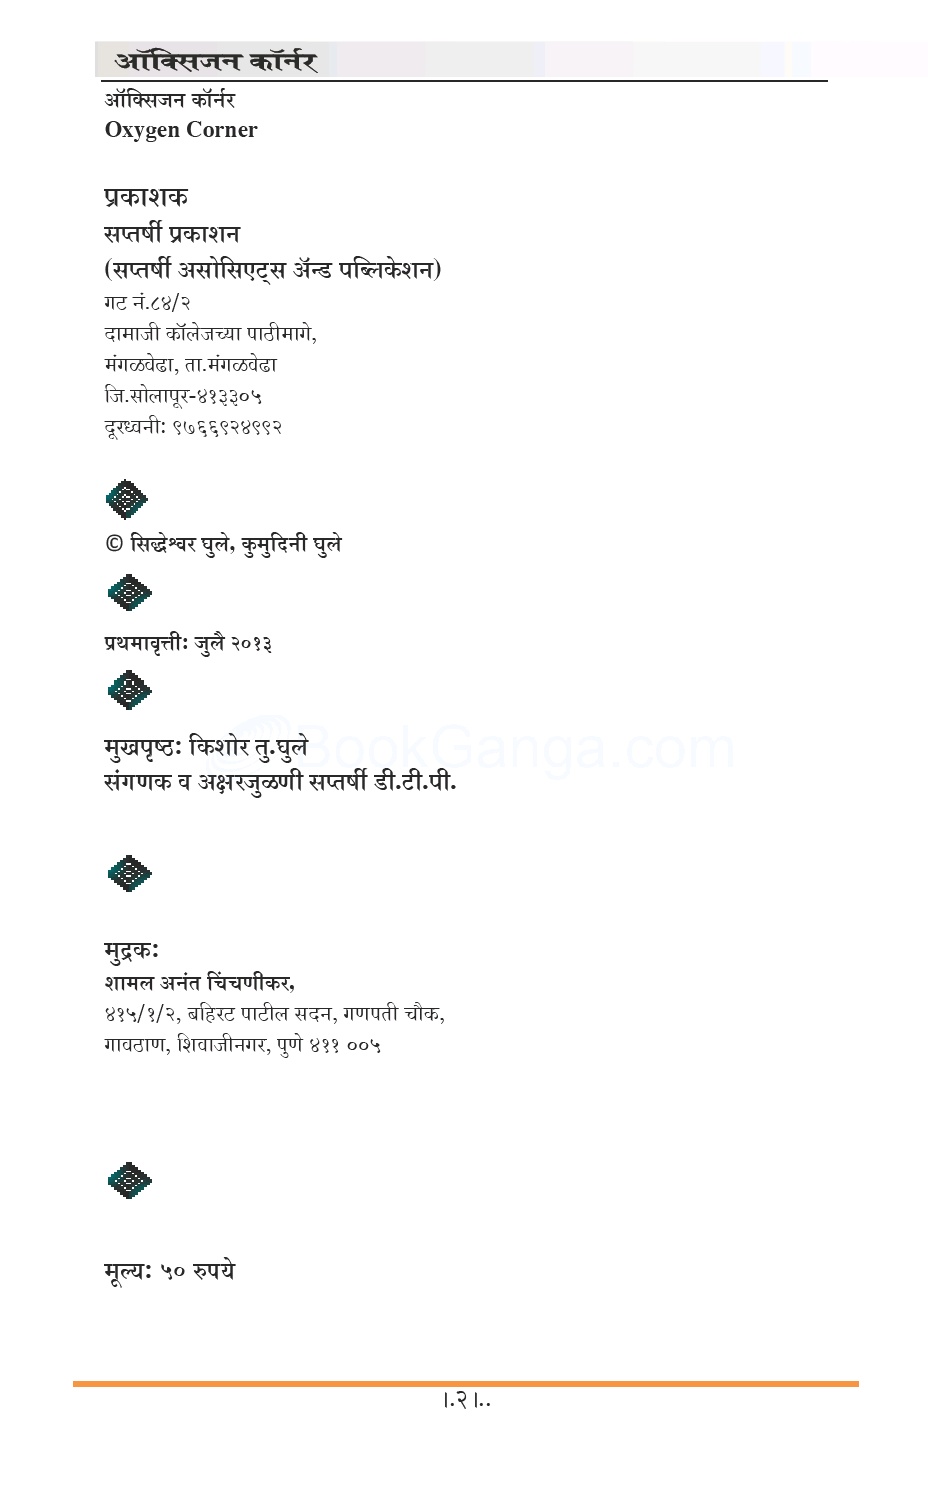 ऑक्सिजन कॉर्नर
ऑक्सिजन कॉर्नर
Oxygen Corner
प्रकाशक
सप्तर्षी प्रकाशन
(सप्तर्षी असोसिएट्स अ‍ॅन्ड पब्लिकेशन)
गट नं.८४/२
दामाजी कॉलेजच्या पाठीमागे,
मंगळवेढा, ता.मंगळवेढा
जि.सोलापूर-४१३३०५
दूरध्वनी: ९७६६९२४९९२
© सिद्धेश्वर घुले, कुमुदिनी घुले
प्रथमावृत्ती: जुलै २०१३
BookGanga.com
मुखपृष्ठ: किशोर तु.घुले
संगणक व अक्षरजुळणी सप्तर्षी डी.टी.पी.
मुद्रक:
शामल अनंत चिंचणीकर,
४१५/१/२, बहिरट पाटील सदन, गणपती चौक,
गावठाण, शिवाजीनगर, पुणे ४११ ००५
मूल्य: ५० रुपये
।.२।..